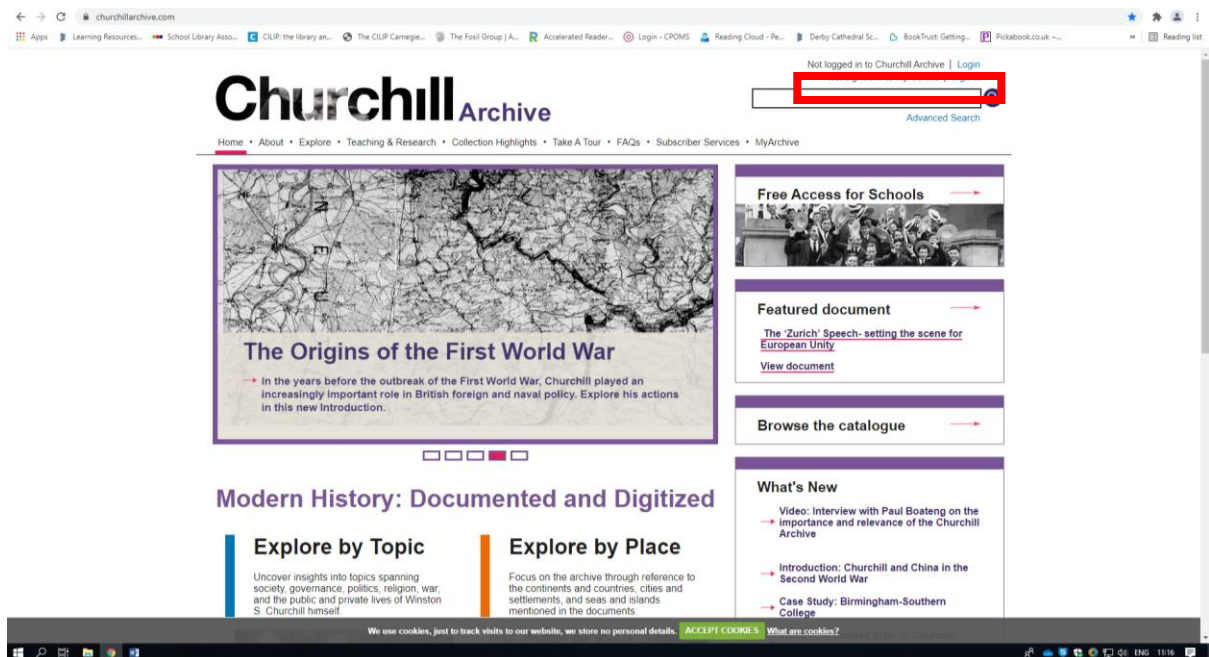 churchillarchive.com
Apps Learning Resources... School Library Asso... CILIP: the library an... The CILIP Carnegie... The Fosil Group | A... Accelerated Reader... Login - CPOMS Reading Cloud - Pe... Derby Cathedral Sc... BookTrust: Getting... Pickabook.co.uk –... » Reading list
Not logged in to Churchill Archive | Login
Churchill Archive
Advanced Search
Home • About • Explore • Teaching & Research • Collection Highlights • Take A Tour • FAQs • Subscriber Services • MyArchive
N E U
The Origins of the First World War
In the years before the outbreak of the First World War, Churchill played an
increasingly important role in British foreign and naval policy. Explore his actions
in this new Introduction.
Free Access for Schools
Featured document
The 'Zurich' Speech- setting the scene for
European Unity
View document
Browse the catalogue
What's New
Video: Interview with Paul Boateng on the
importance and relevance of the Churchill
Archive
Introduction: Churchill and China in the
Second World War
Case Study: Birmingham-Southern
College
Modern History: Documented and Digitized
Explore by Topic
Uncover insights into topics spanning
society, governance, politics, religion, war,
and the public and private lives of Winston
S. Churchill himself.
Explore by Place
Focus on the archive through reference to
the continents and countries, cities and
settlements, and seas and islands
mentioned in the documents.
We use cookies, just to track visits to our website, we store no personal details. ACCEPT COOKIES What are cookies?
ENG 11:16